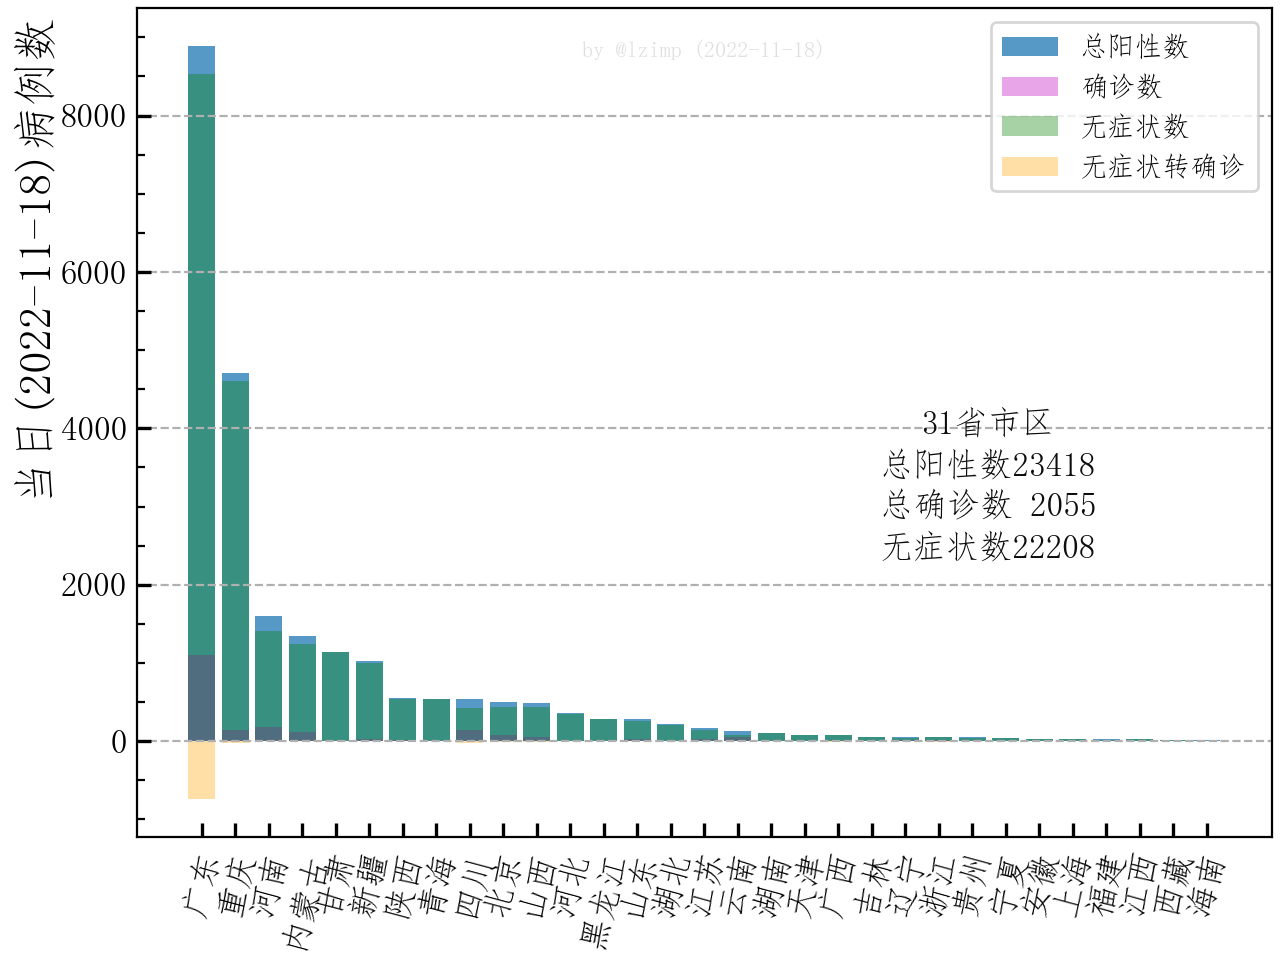 by @lzimp (2022-11-18)
总阳性数
确诊数
无症状数
无症状转确诊
当日(2022-11-18)病例数
8000
6000
4000
2000
0
31省市区
总阳性数23418
总确诊数 2055
无症状数22208
广东
重庆
河南
内蒙古
甘肃
新疆
陕西
青海
四川
北京
山西
河北
黑龙江
山东
湖北
江苏
云南
湖南
天津
广西
吉林
辽宁
浙江
贵州
宁夏
安徽
上海
福建
江西
西藏
海南